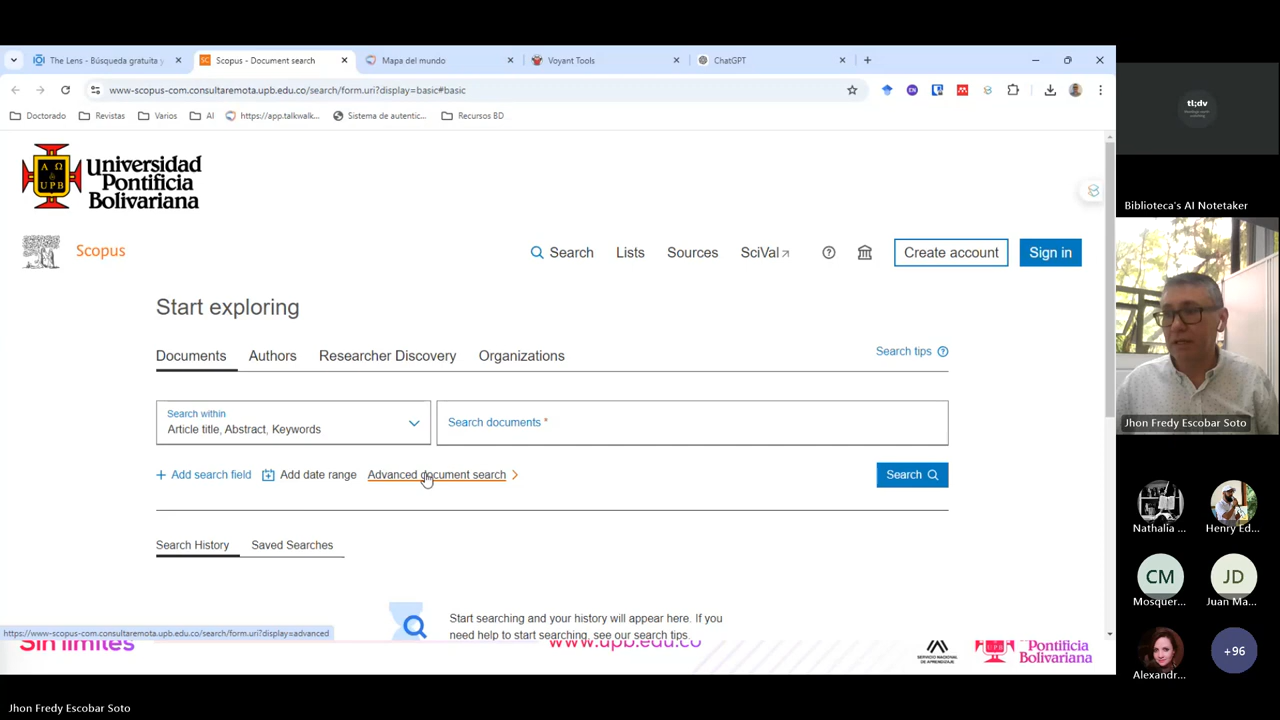 The Lens - Búsqueda gratuita y
Scopus - Document search
Mapa del mundo
Voyant Tools
ChatGPT
www-scopus-com.consultaremota.upb.edu.co/search/form.uri?display=basic#basic
Doctorado
Revistas
Varios
AI
https://app.talkwalk...
Sistema de autentic...
Recursos BD
Universidad
Pontificia
Bolivariana
Α Ω
UPB
Scopus
Search
Lists
Sources
SciVal
Create account
Sign in
Start exploring
Documents
Authors
Researcher Discovery
Organizations
Search tips
Search within
Article title, Abstract, Keywords
Search documents *
Add search field
Add date range
Advanced document search
Search
Search History
Saved Searches
Start searching and your history will appear here. If you
need help to start searching, see our search tips.
https://www-scopus-com.consultaremota.upb.edu.co/search/form.uri?display=advanced
Sin límites
www.upb.edu.co
Pontificia
Bolivariana
tl;dv
Biblioteca's AI Notetaker
Jhon Fredy Escobar Soto
Nathalia ...
Henry Ed...
CM
Mosquer...
JD
Juan Ma...
Alexandr...
+96
Jhon Fredy Escobar Soto